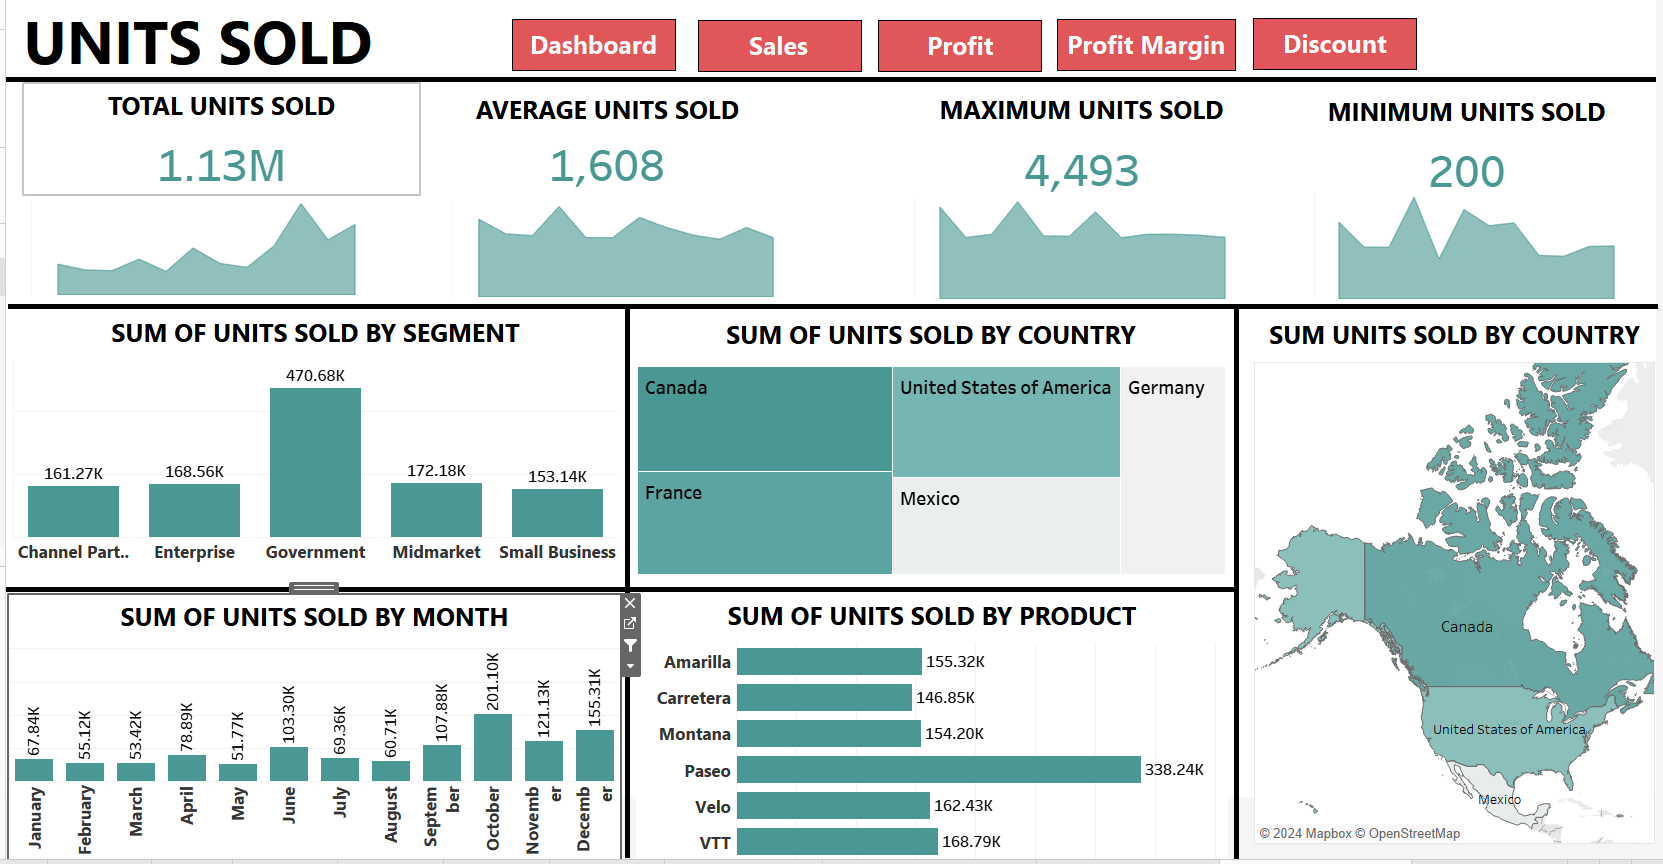 UNITS SOLD
Dashboard
Sales
Profit
Profit Margin
Discount
TOTAL UNITS SOLD
1.13M
AVERAGE UNITS SOLD
1,608
MAXIMUM UNITS SOLD
4,493
MINIMUM UNITS SOLD
200
SUM OF UNITS SOLD BY SEGMENT
470.68K
161.27K
168.56K
172.18K
153.14K
Channel Part..
Enterprise
Government
Midmarket
Small Business
SUM OF UNITS SOLD BY COUNTRY
Canada
United States of America
Germany
France
Mexico
SUM UNITS SOLD BY COUNTRY
Canada
United States of America
Mexico
© 2024 Mapbox © OpenStreetMap
SUM OF UNITS SOLD BY MONTH
67.84K
55.12K
53.42K
78.89K
51.77K
103.30K
69.36K
60.71K
107.88K
201.10K
121.13K
155.31K
January
February
March
April
May
June
July
August
Septem
ber
October
Novemb
er
Decemb
er
SUM OF UNITS SOLD BY PRODUCT
Amarilla
155.32K
Carretera
146.85K
Montana
154.20K
Paseo
338.24K
Velo
162.43K
VTT
168.79K